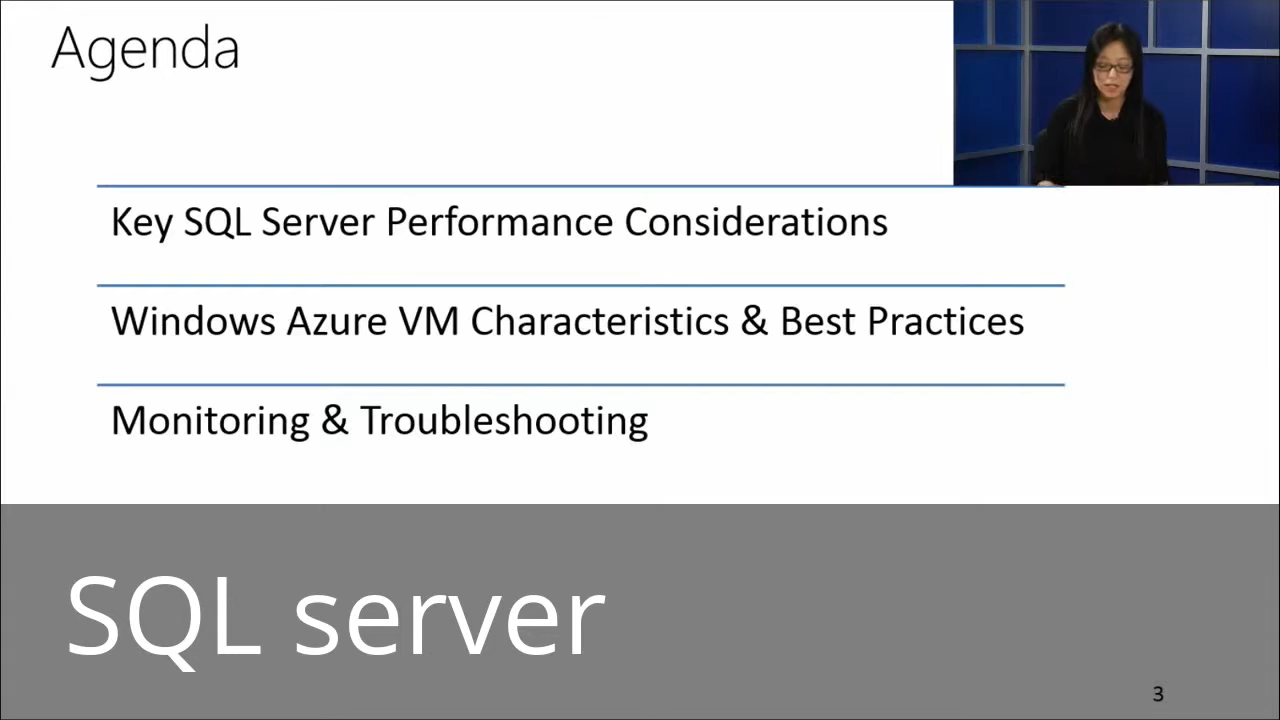 Agenda
Key SQL Server Performance Considerations
Windows Azure VM Characteristics & Best Practices
Monitoring & Troubleshooting
SQL server
3